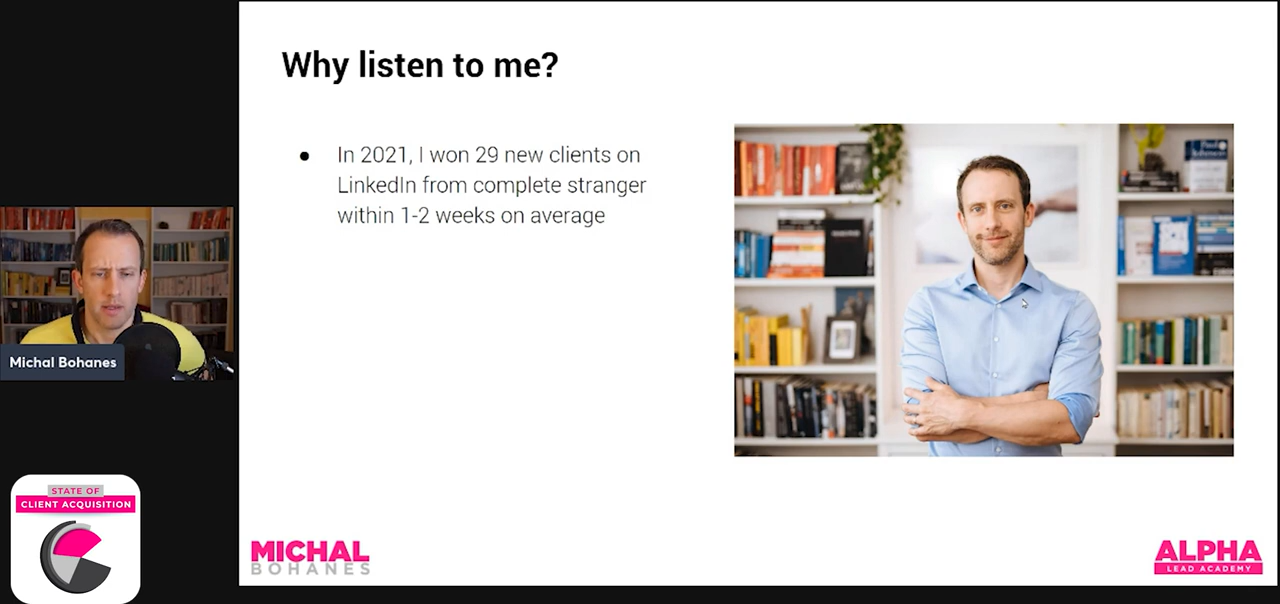 Why listen to me?
● In 2021, I won 29 new clients on
LinkedIn from complete stranger
within 1-2 weeks on average
Michal Bohanes
STATE OF
CLIENT ACQUISITION
MICHAL
BOHANES
ALPHA
LEAD ACADEMY